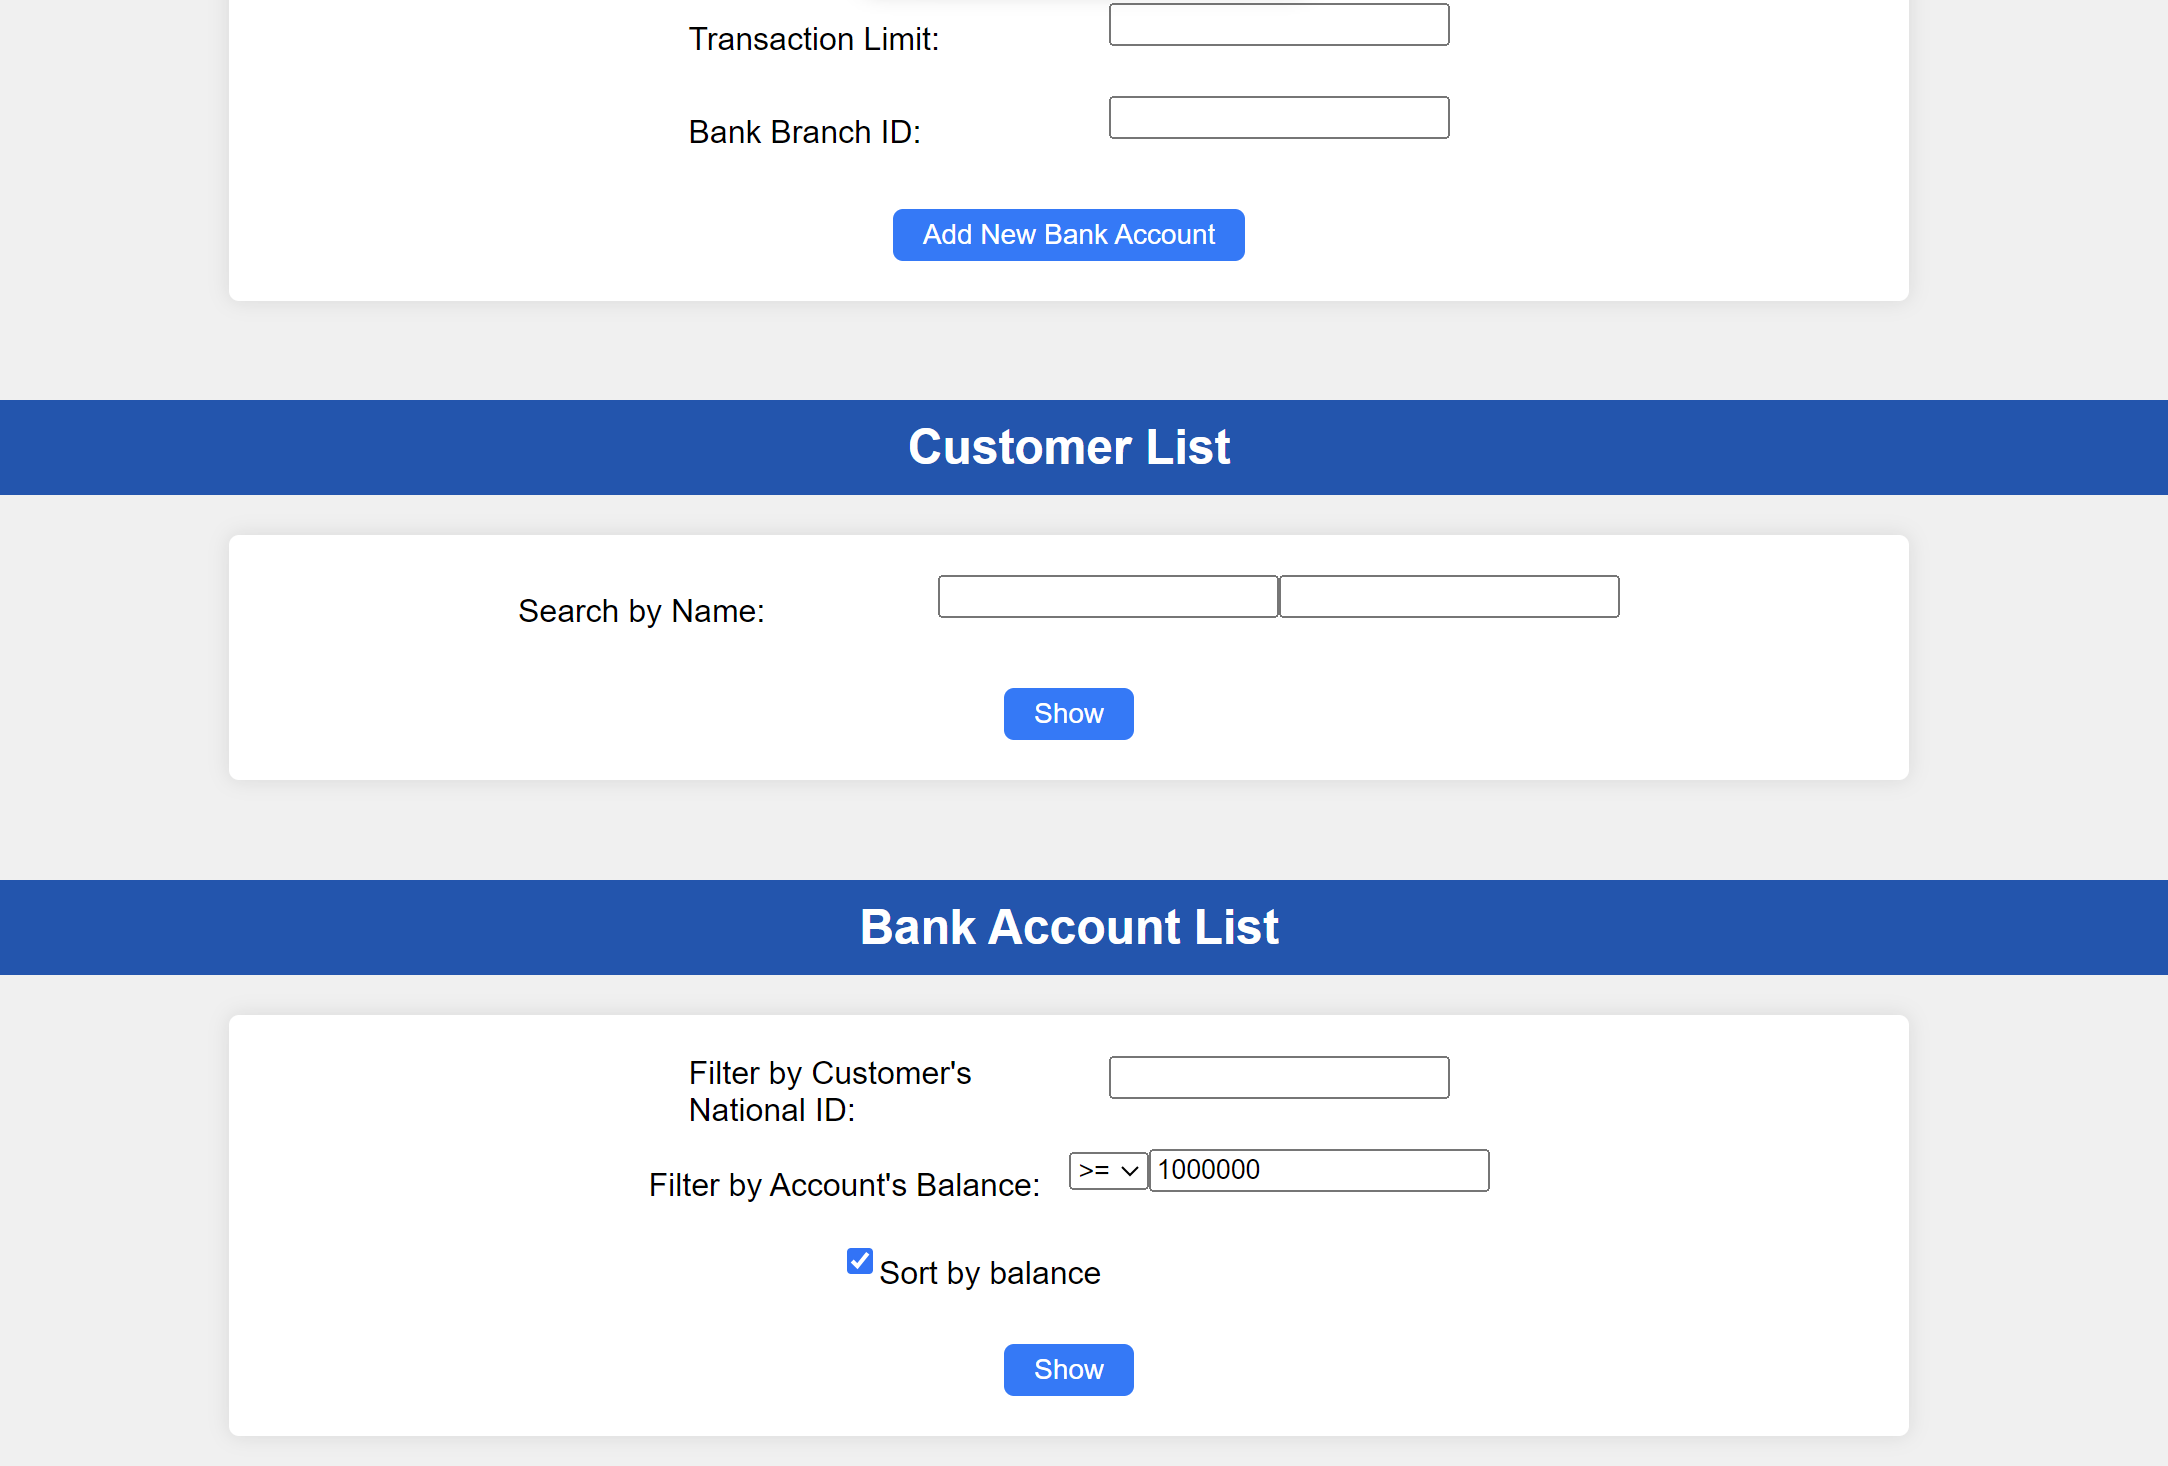 Transaction Limit:
Bank Branch ID:
Add New Bank Account
Customer List
Search by Name:
Show
Bank Account List
Filter by Customer's
National ID:
Filter by Account's Balance: >= 1000000
Sort by balance
Show